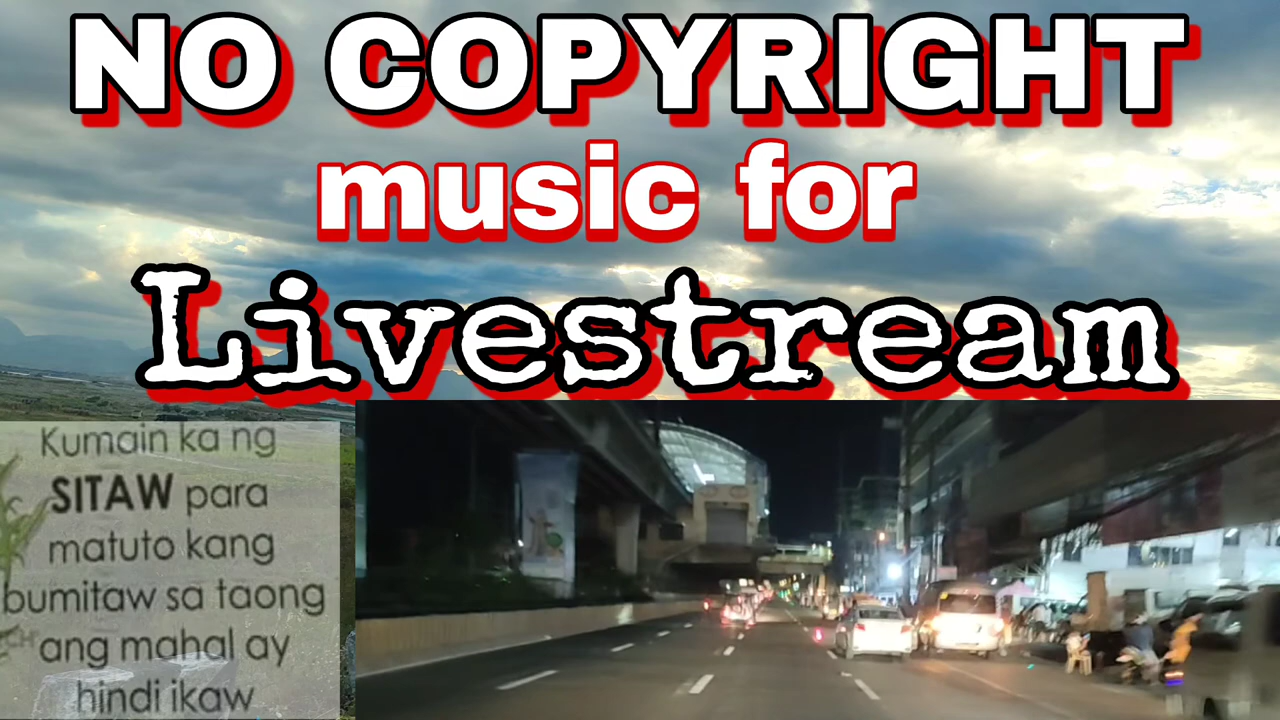 NO COPYRIGHT
music for
Livestream
Kumain ka ng
SITAW para
matuto kang
bumitaw sa taong
ang mahal ay
hindi ikaw